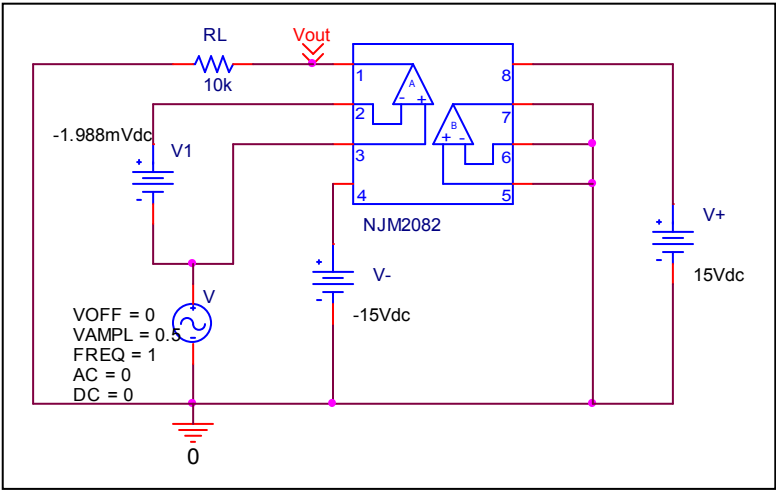 RL
10k
Vout
1
2
3
4
A
- +
B
+ -
8
7
6
5
NJM2082
-1.988mVdc
+
V1
-
+
V-
-
-15Vdc
+
V+
-
15Vdc
V
+
-
VOFF = 0
VAMPL = 0.5
FREQ = 1
AC = 0
DC = 0
0